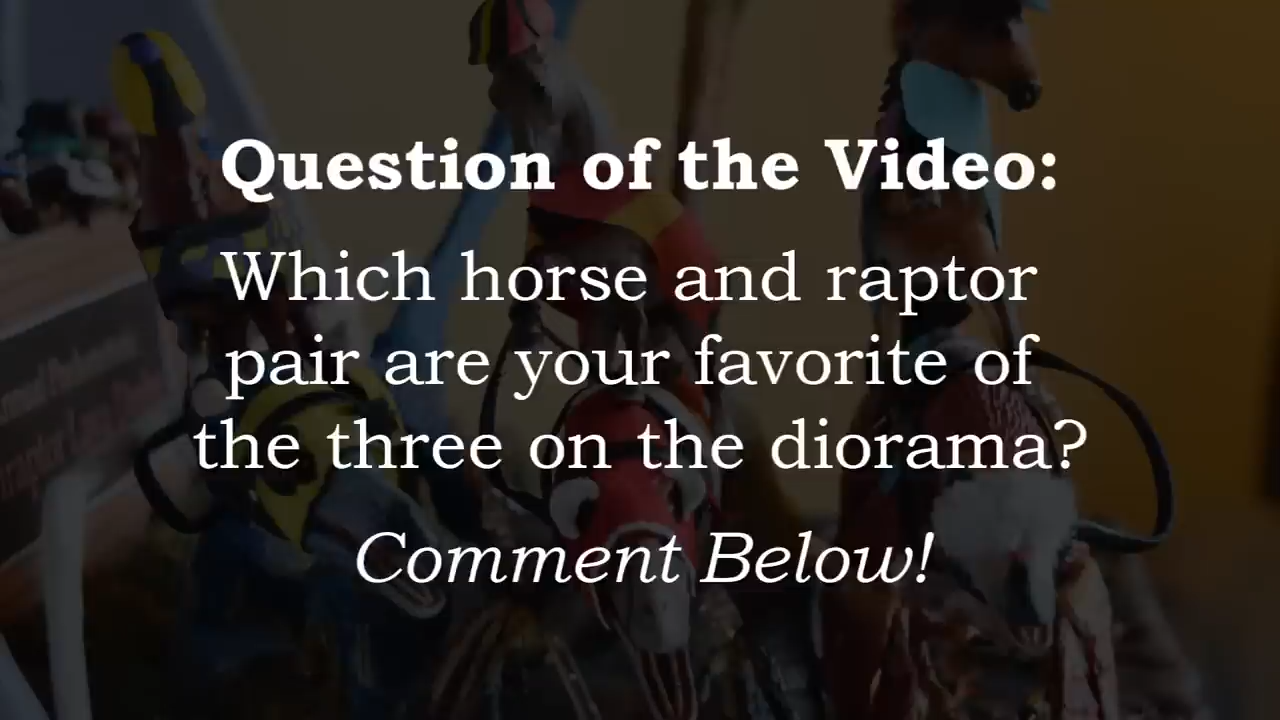 Question of the Video:
Which horse and raptor
pair are your favorite of
the three on the diorama?
Comment Below!